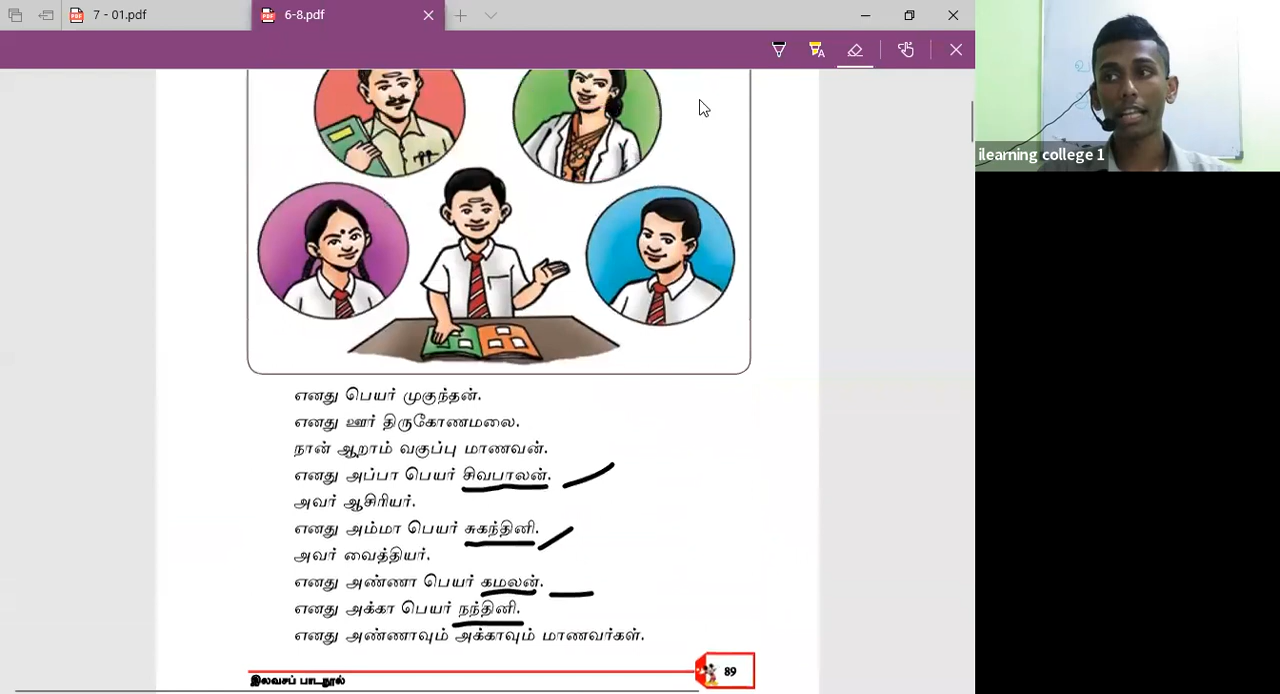 7 - 01.pdf
6-8.pdf
ilearning college 1
எனது பெயர் முகுந்தன்.
எனது ஊர் திருகோணமலை.
நான் ஆறாம் வகுப்பு மாணவன்.
எனது அப்பா பெயர் சிவபாலன்.
அவர் ஆசிரியர்.
எனது அம்மா பெயர் சுகந்தினி.
அவர் வைத்தியர்.
எனது அண்ணா பெயர் கமலன்.
எனது அக்கா பெயர் நந்தினி.
எனது அண்ணாவும் அக்காவும் மாணவர்கள்.
இலவசப் பாடநூல்
89